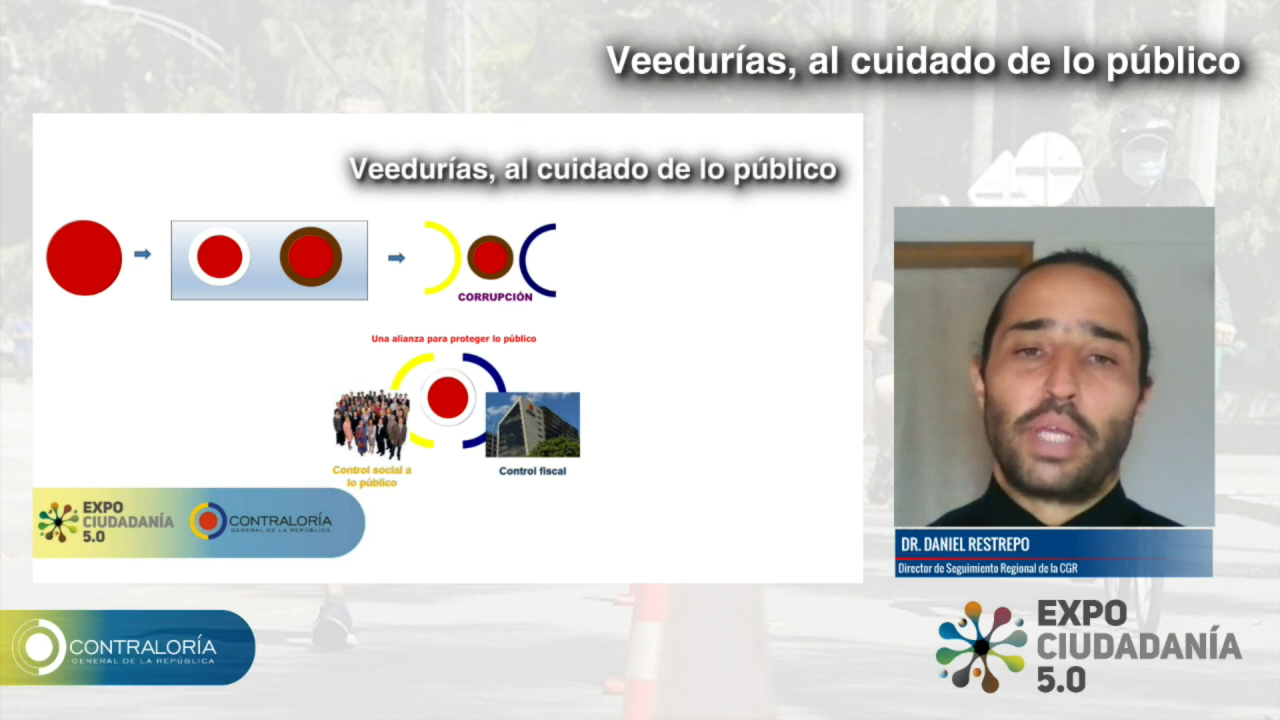 Veedurías, al cuidado de lo público
Veedurías, al cuidado de lo público
CORRUPCIÓN
Una alianza para proteger lo público
Control social a
lo público
Control fiscal
EXPO
CIUDADANÍA
5.0
CONTRALORÍA
GENERAL DE LA REPÚBLICA
DR. DANIEL RESTREPO
Director de Seguimiento Regional de la CGR
CONTRALORÍA
GENERAL DE LA REPÚBLICA
EXPO
CIUDADANÍA
5.0